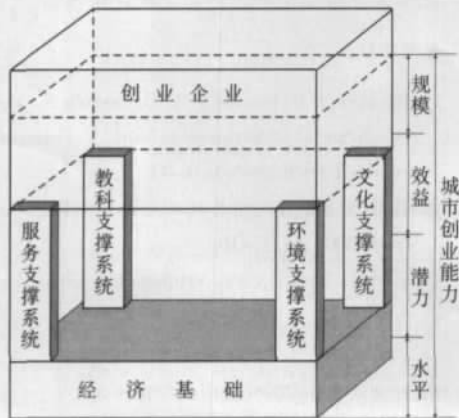 创业企业
教科支撑系统
文化支撑系统
服务支撑系统
环境支撑系统
经济基础
规模
效益
潜力
水平
城市创业能力